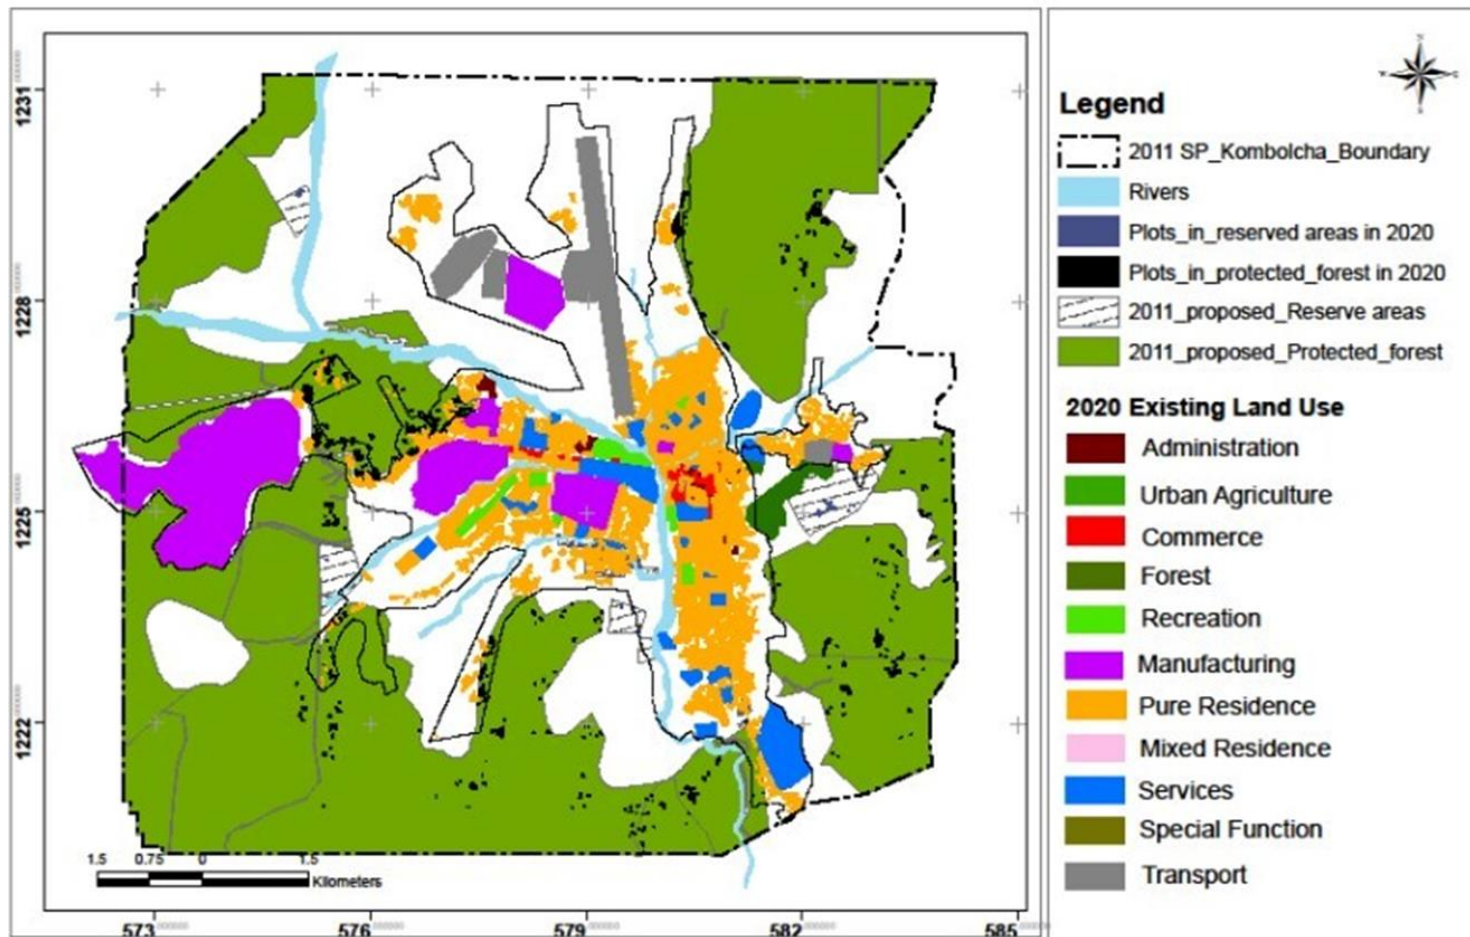 1231
1228
1225
1222
573
576
579
582
585
1.5 0.75 0 1.5
Kilometers
Legend
2011 SP_Kombolcha_Boundary
Rivers
Plots_in_reserved areas in 2020
Plots_in_protected_forest in 2020
2011_proposed_Reserve areas
2011_proposed_Protected_forest
2020 Existing Land Use
Administration
Urban Agriculture
Commerce
Forest
Recreation
Manufacturing
Pure Residence
Mixed Residence
Services
Special Function
Transport